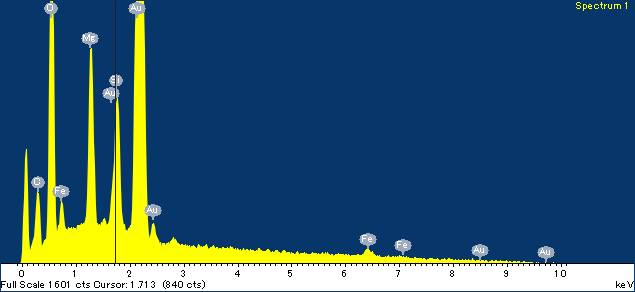 Spectrum 1
O
Au
Mg
Si
Au
C
Fe
Au
Fe
Fe
Au
Au
0 1 2 3 4 5 6 7 8 9 10
Full Scale 1601 cts Cursor: 1.713 (840 cts) keV